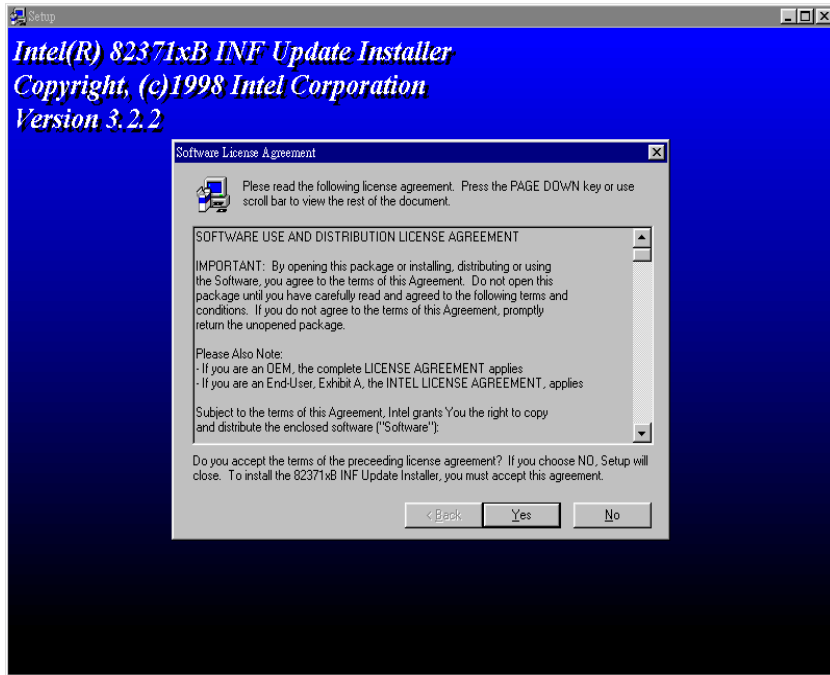 Setup
Intel(R) 82371xB INF Update Installer
Copyright, (c)1998 Intel Corporation
Version 3.2.2
Software License Agreement
Plese read the following license agreement. Press the PAGE DOWN key or use
scroll bar to view the rest of the document.
SOFTWARE USE AND DISTRIBUTION LICENSE AGREEMENT
IMPORTANT: By opening this package or installing, distributing or using
the Software, you agree to the terms of this Agreement. Do not open this
package until you have carefully read and agreed to the following terms and
conditions. If you do not agree to the terms of this Agreement, promptly
return the unopened package.
Please Also Note:
- If you are an OEM, the complete LICENSE AGREEMENT applies
- If you are an End-User, Exhibit A, the INTEL LICENSE AGREEMENT, applies
Subject to the terms of this Agreement, Intel grants You the right to copy
and distribute the enclosed software ("Software"):
Do you accept the terms of the preceeding license agreement? If you choose NO, Setup will
close. To install the 82371xB INF Update Installer, you must accept this agreement.
< Back Yes No